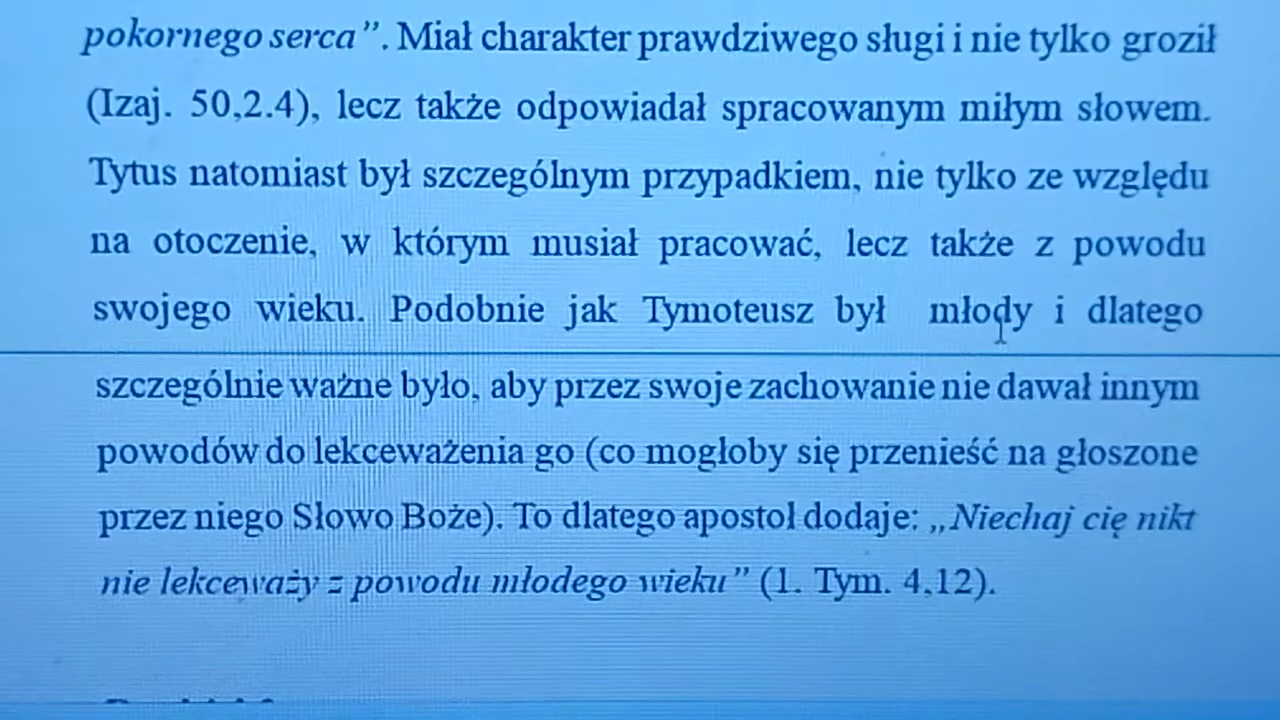 pokornego serca”. Miał charakter prawdziwego sługi i nie tylko groził
(Izaj. 50,2.4), lecz także odpowiadał spracowanym miłym słowem.
Tytus natomiast był szczególnym przypadkiem, nie tylko ze względu
na otoczenie, w którym musiał pracować, lecz także z powodu
swojego wieku. Podobnie jak Tymoteusz był młody i dlatego
szczególnie ważne było, aby przez swoje zachowanie nie dawał innym
powodów do lekceważenia go (co mogłoby się przenieść na głoszone
przez niego Słowo Boże). To dlatego apostoł dodaje: „Niechaj cię nikt
nie lekceważy z powodu młodego wieku” (1. Tym. 4,12).